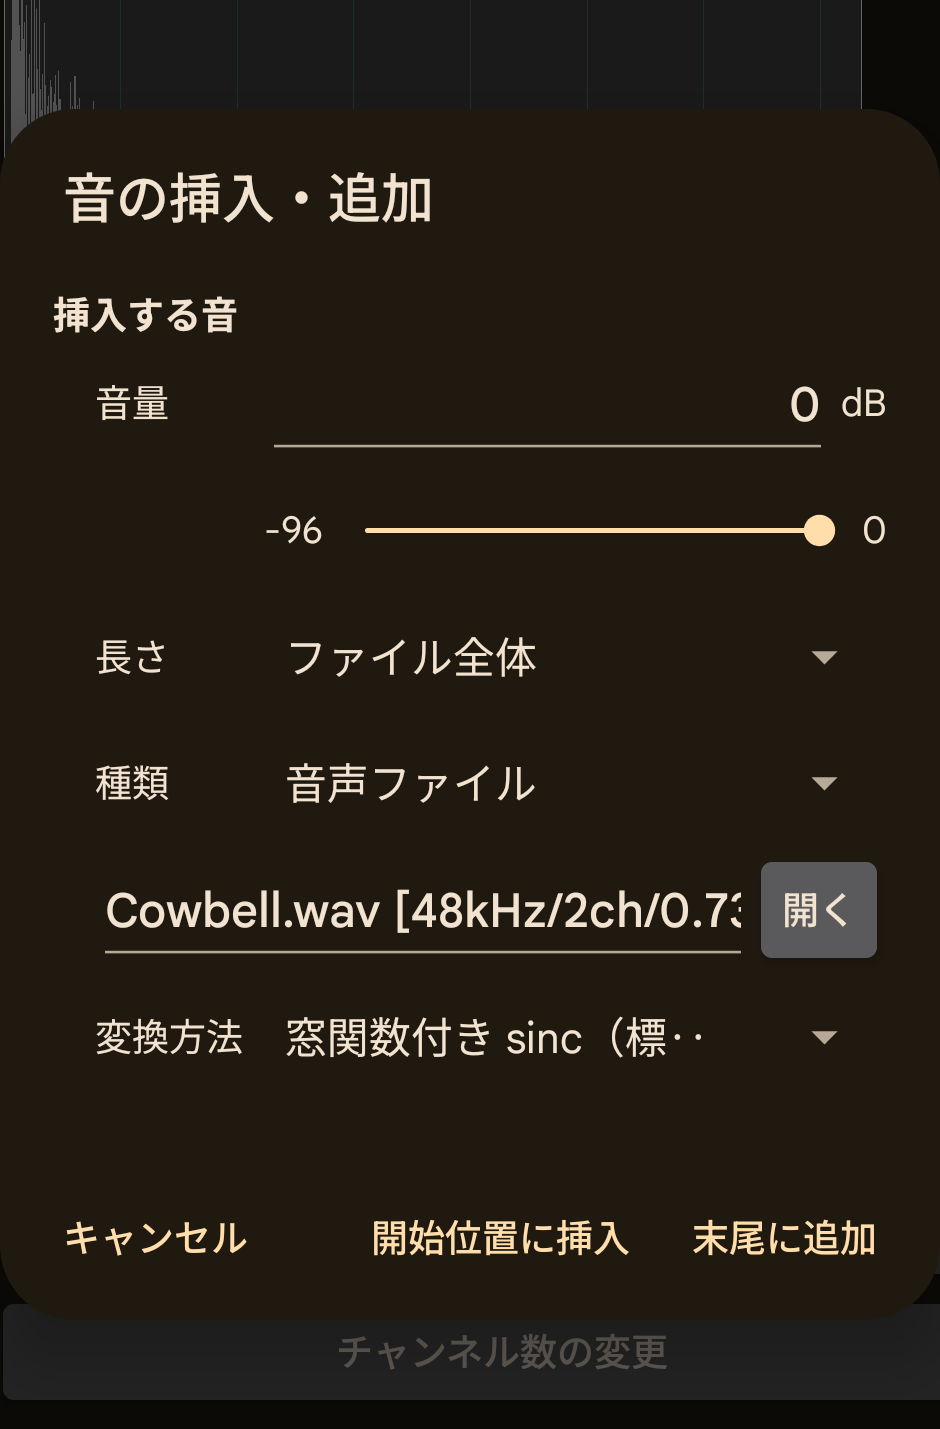 音の挿入・追加
挿入する音
音量 0 dB
-96 0
長さ ファイル全体
種類 音声ファイル
Cowbell.wav [48kHz/2ch/0.73 開く
変換方法 窓関数付き sinc（標‥
キャンセル 開始位置に挿入 末尾に追加
チャンネル数の変更